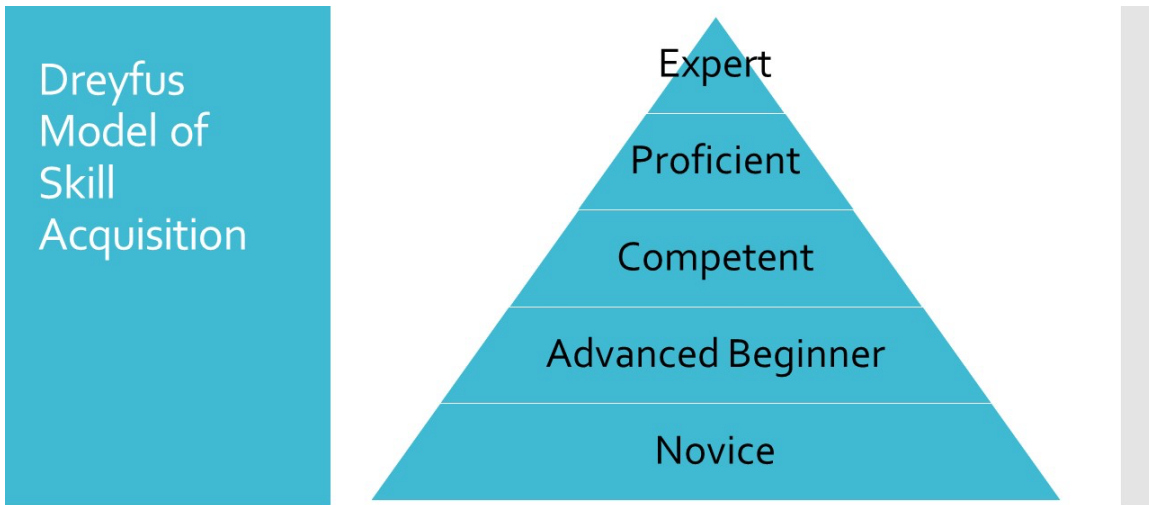 Dreyfus
Model of
Skill
Acquisition
Expert
Proficient
Competent
Advanced Beginner
Novice